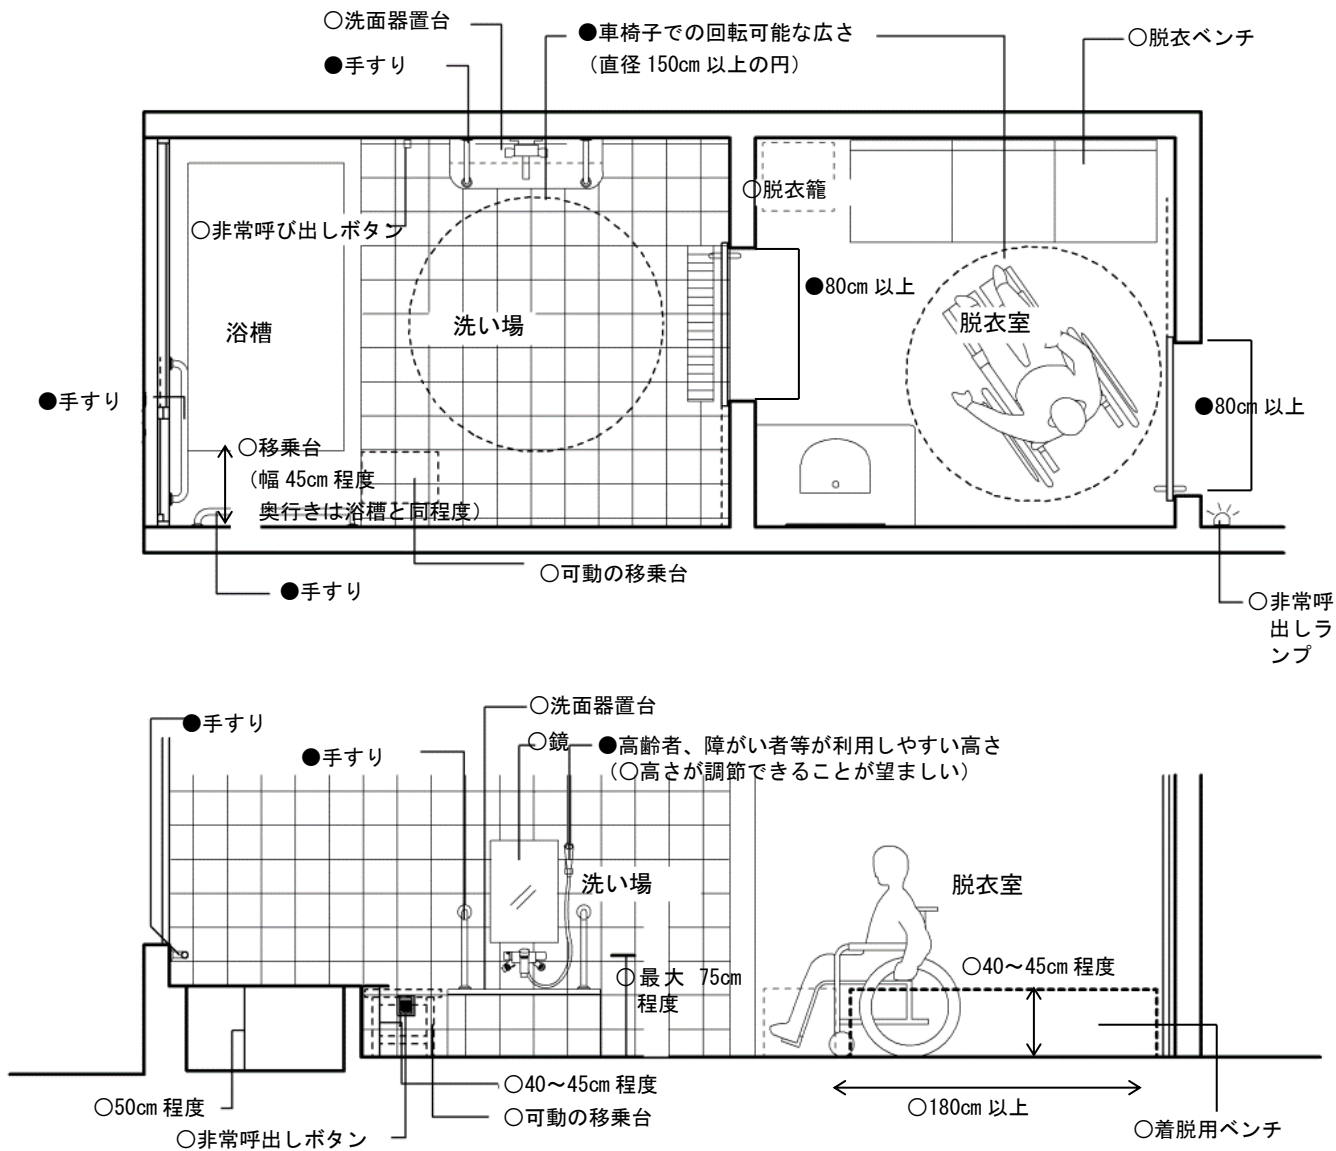 ○洗面器置台
●車椅子での回転可能な広さ
（直径 150cm 以上の円）
○脱衣ベンチ
●手すり
○脱衣籠
○非常呼び出しボタン
●80cm 以上
浴槽
洗い場
脱衣室
●手すり
●80cm 以上
○移乗台
（幅 45cm 程度
奥行きは浴槽と同程度）
○可動の移乗台
●手すり
○非常呼
出しラ
ンプ
●手すり
○洗面器置台
○鏡
●手すり
●高齢者、障がい者等が利用しやすい高さ
（○高さが調節できることが望ましい）
洗い場
脱衣室
○最大 75cm
程度
○40～45cm 程度
○40～45cm 程度
○50cm 程度
○可動の移乗台
○180cm 以上
○非常呼出しボタン
○着脱用ベンチ